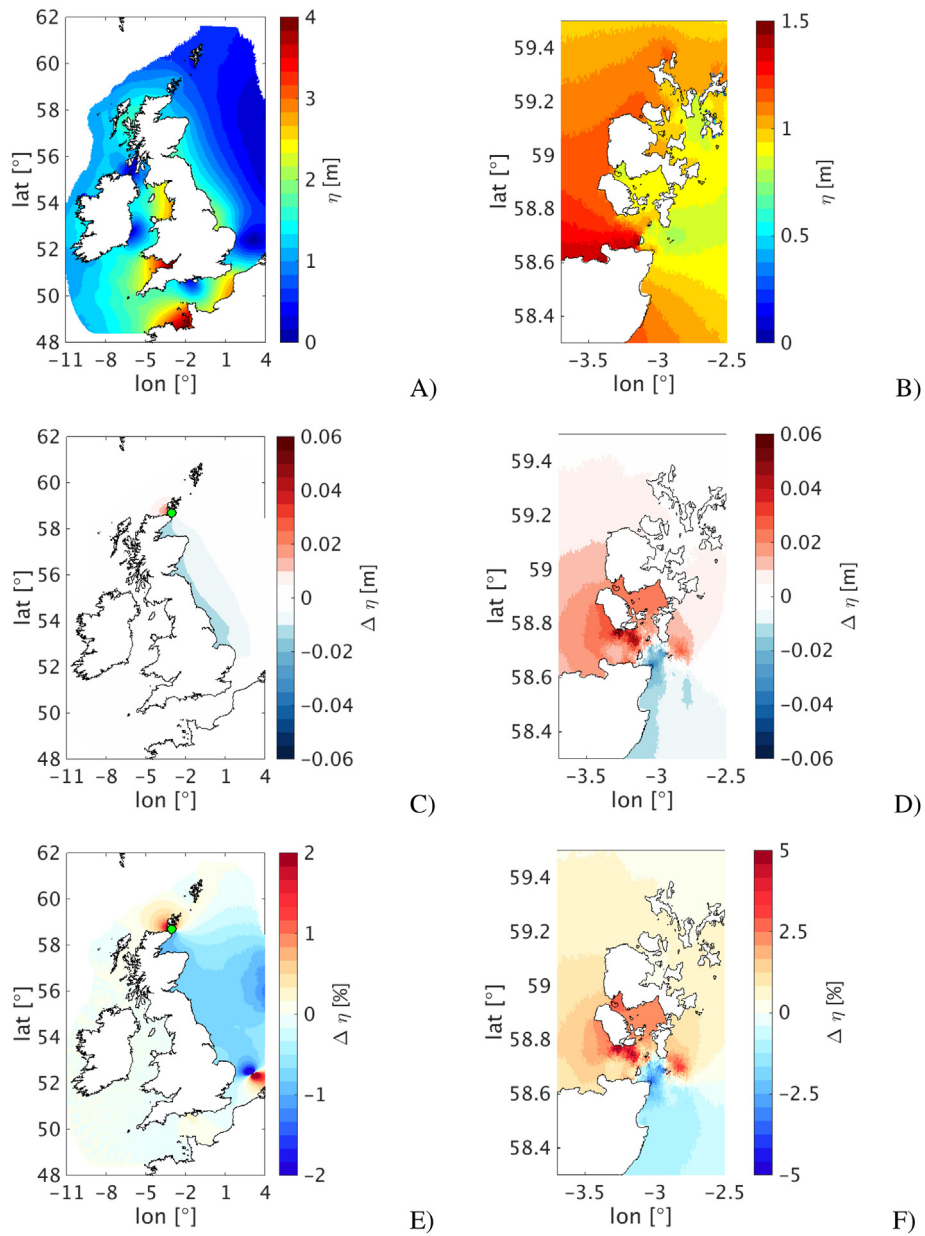 62
60
58
56
54
52
50
48
lat [°]
-11 -5 -2 1 4
lon [°]
4
3
2
1
0
η [m]
A)
59.4
59.2
59
58.8
58.6
58.4
lat [°]
-3.5 -3 -2.5
lon [°]
1.5
1
0.5
0
η [m]
B)
62
60
58
56
54
52
50
48
lat [°]
-11 -5 -2 1 4
lon [°]
0.06
0.04
0.02
0
-0.02
-0.04
-0.06
Δ η [m]
C)
59.4
59.2
59
58.8
58.6
58.4
lat [°]
-3.5 -3 -2.5
lon [°]
0.06
0.04
0.02
0
-0.02
-0.04
-0.06
Δ η [m]
D)
62
60
58
56
54
52
50
48
lat [°]
-11 -5 -2 1 4
lon [°]
2
1
0
-1
-2
Δ η [%]
E)
59.4
59.2
59
58.8
58.6
58.4
lat [°]
-3.5 -3 -2.5
lon [°]
5
2.5
0
-2.5
-5
Δ η [%]
F)